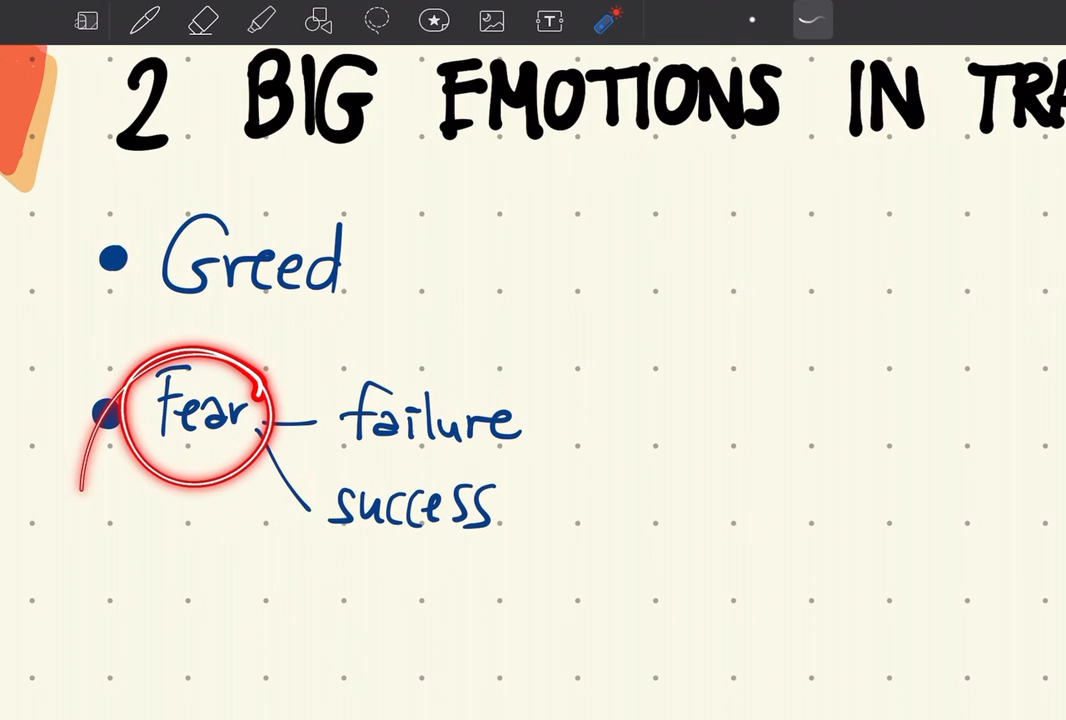 2 BIG EMOTIONS IN TRA
• Greed
• Fear – failure
success